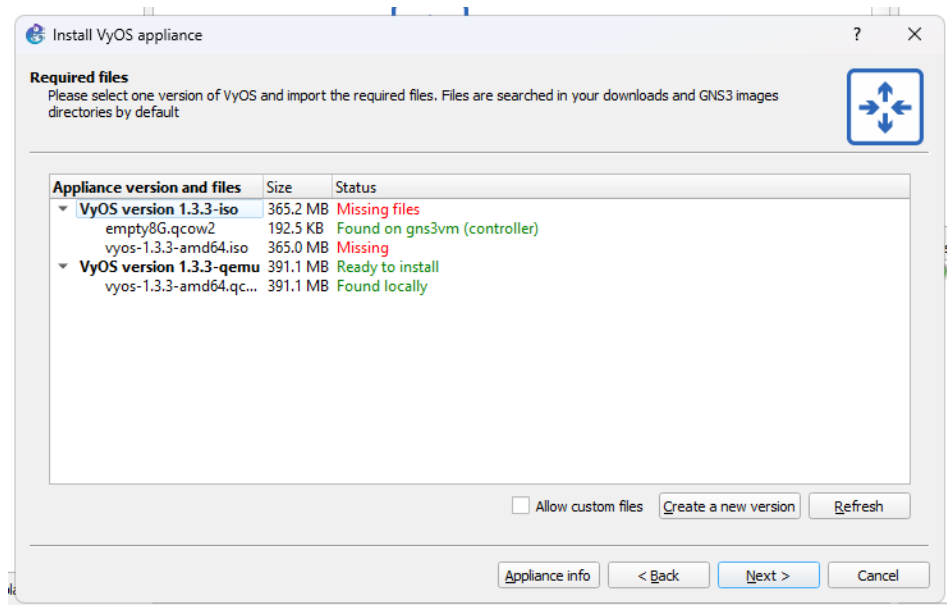 Install VyOS appliance
?
Required files
Please select one version of VyOS and import the required files. Files are searched in your downloads and GNS3 images
directories by default
Appliance version and files Size Status
VyOS version 1.3.3-iso 365.2 MB Missing files
empty8G.qcow2 192.5 KB Found on gns3vm (controller)
vyos-1.3.3-amd64.iso 365.0 MB Missing
VyOS version 1.3.3-qemu 391.1 MB Ready to install
vyos-1.3.3-amd64.qc... 391.1 MB Found locally
Allow custom files Create a new version Refresh
Appliance info < Back Next > Cancel